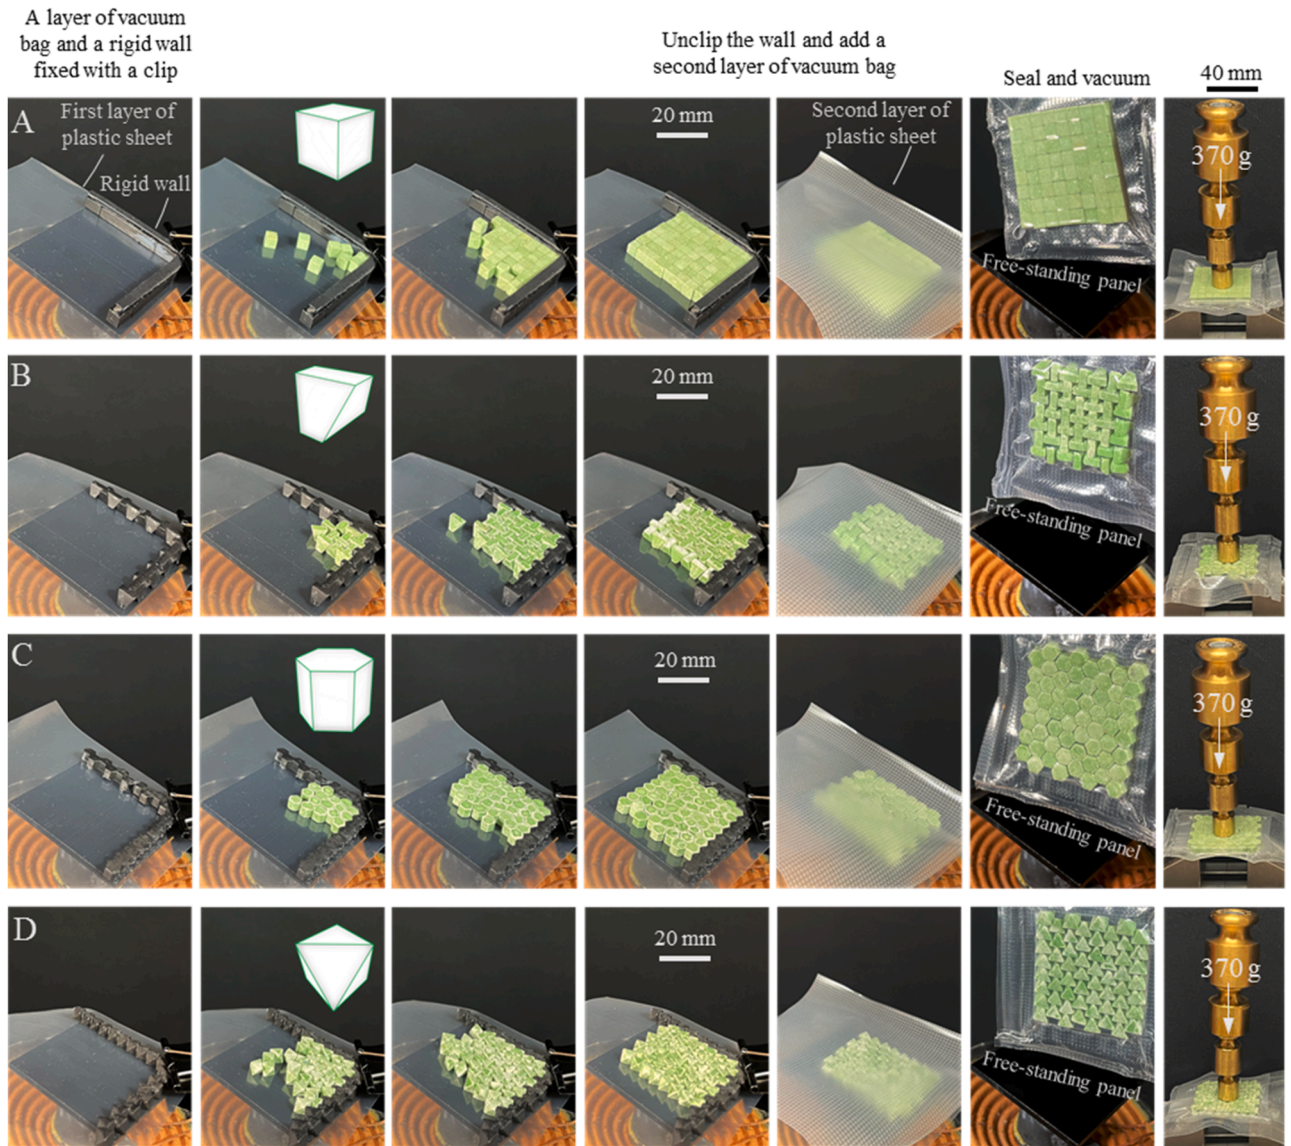 A layer of vacuum
bag and a rigid wall
fixed with a clip
Unclip the wall and add a
second layer of vacuum bag
Seal and vacuum
40 mm
A
First layer of
plastic sheet
Rigid wall
20 mm
Second layer of
plastic sheet
Free-standing panel
370 g
B
20 mm
Free-standing panel
370 g
C
20 mm
Free-standing panel
370 g
D
20 mm
Free-standing panel
370 g